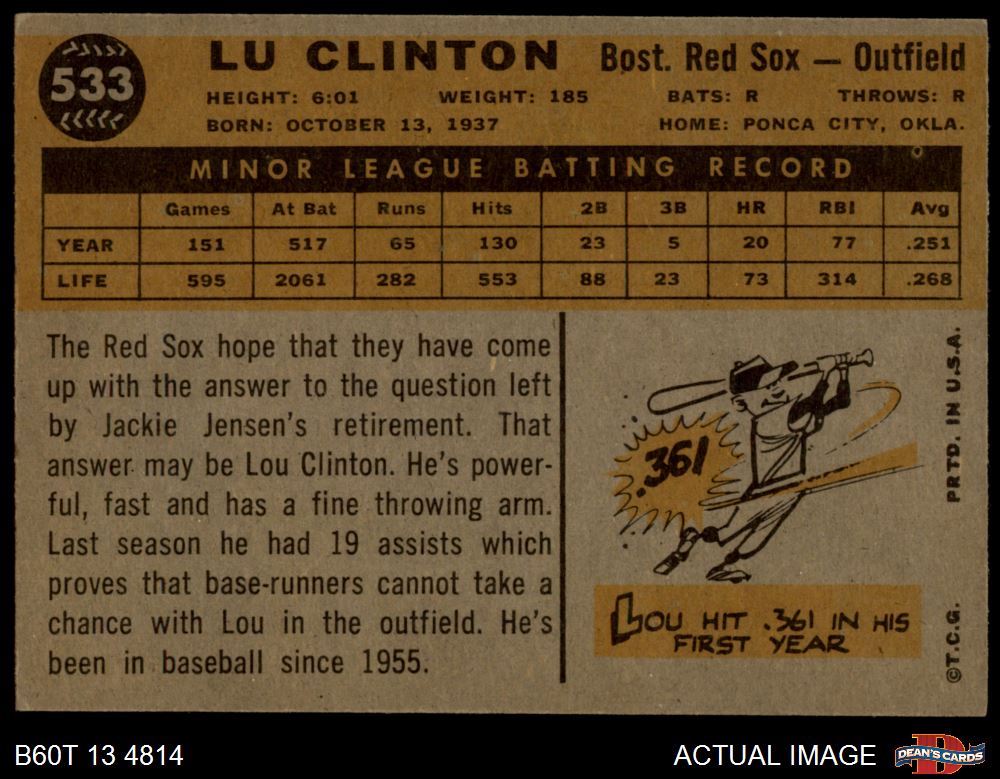 533
LU CLINTON Bost. Red Sox — Outfield
HEIGHT: 6:01 WEIGHT: 185 BATS: R THROWS: R
BORN: OCTOBER 13, 1937 HOME: PONCA CITY, OKLA.
MINOR LEAGUE BATTING RECORD
Games At Bat Runs Hits 2B 3B HR RBI Avg
YEAR 151 517 65 130 23 5 20 77 .251
LIFE 595 2061 282 553 88 23 73 314 .268
The Red Sox hope that they have come
up with the answer to the question left
by Jackie Jensen's retirement. That
answer may be Lou Clinton. He's power-
ful, fast and has a fine throwing arm.
Last season he had 19 assists which
proves that base-runners cannot take a
chance with Lou in the outfield. He's
been in baseball since 1955.
.361
LOU HIT .361 IN HIS
FIRST YEAR
©T.C.G. PRTD. IN U.S.A.
B60T 13 4814 ACTUAL IMAGE
D
DEAN'S CARDS